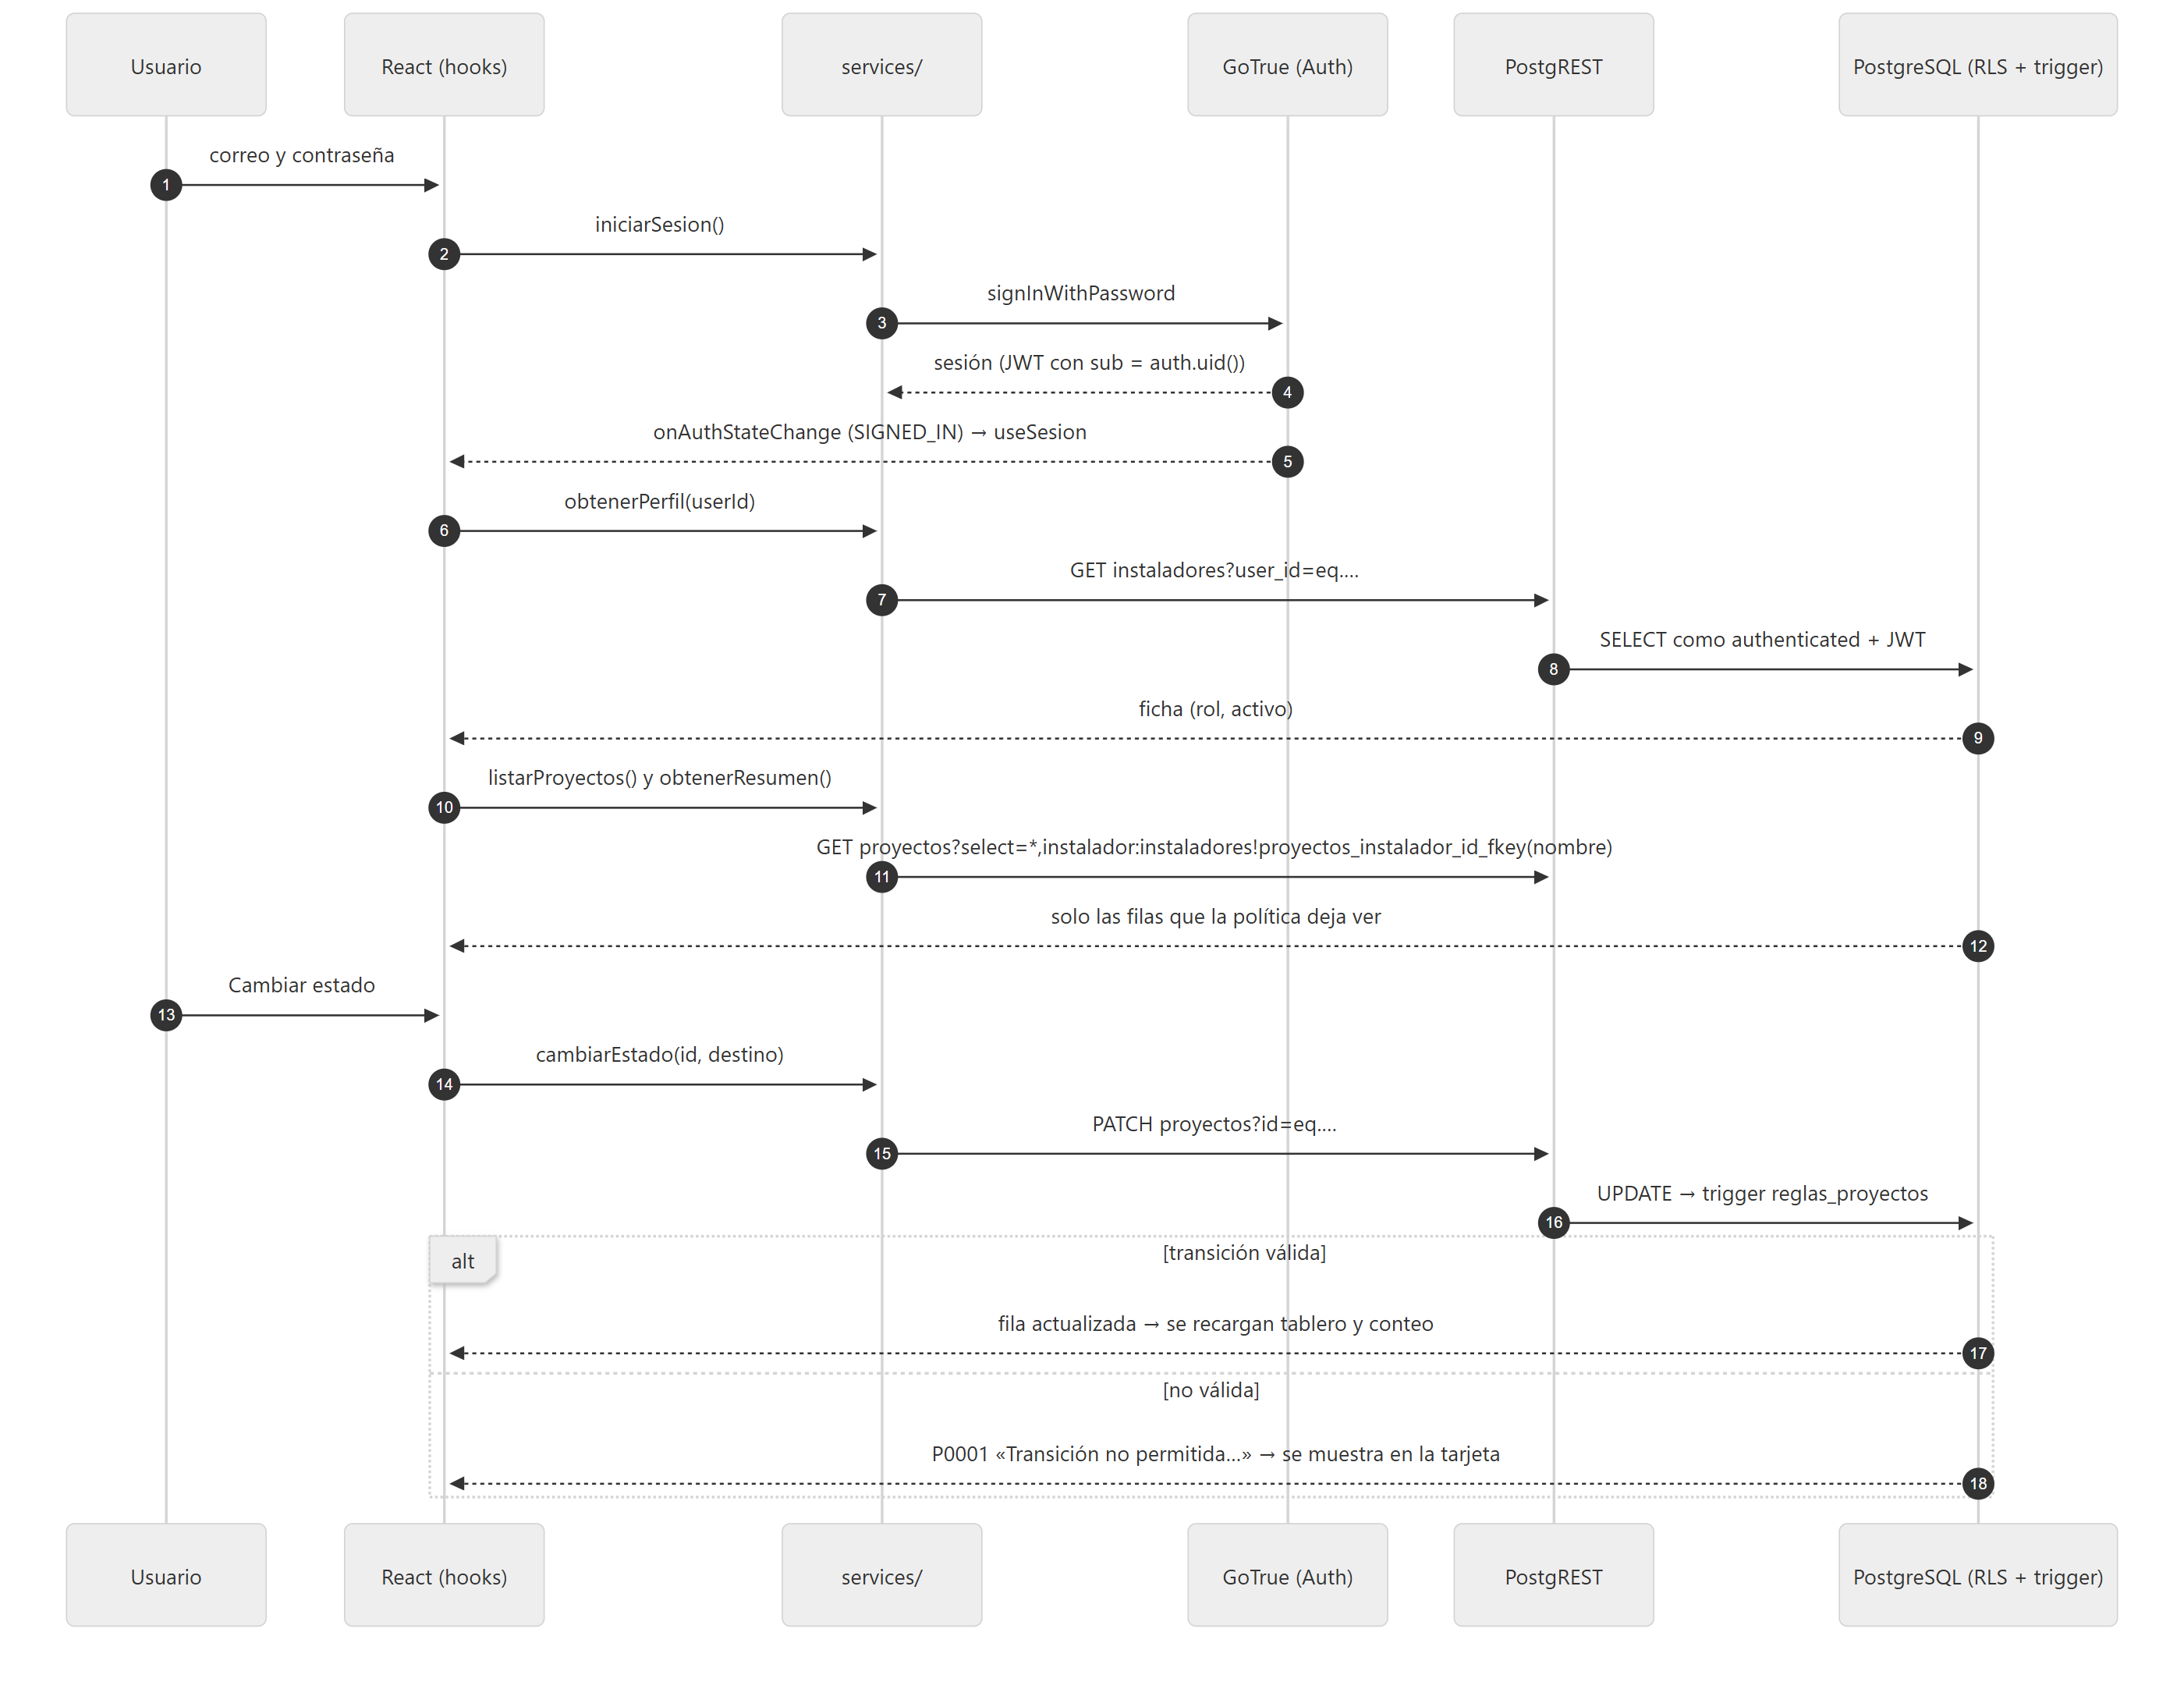 Usuario
React (hooks)
services/
GoTrue (Auth)
PostgREST
PostgreSQL (RLS + trigger)
correo y contraseña
1
iniciarSesion()
2
signInWithPassword
3
sesión (JWT con sub = auth.uid())
4
onAuthStateChange (SIGNED_IN) → useSesion
5
obtenerPerfil(userId)
6
GET instaladores?user_id=eq....
7
SELECT como authenticated + JWT
8
ficha (rol, activo)
9
listarProyectos() y obtenerResumen()
10
GET proyectos?select=*,instalador:instaladores!proyectos_instalador_id_fkey(nombre)
11
solo las filas que la política deja ver
12
Cambiar estado
13
cambiarEstado(id, destino)
14
PATCH proyectos?id=eq....
15
UPDATE → trigger reglas_proyectos
16
alt
[transición válida]
fila actualizada → se recargan tablero y conteo
17
[no válida]
P0001 «Transición no permitida...» → se muestra en la tarjeta
18
Usuario
React (hooks)
services/
GoTrue (Auth)
PostgREST
PostgreSQL (RLS + trigger)